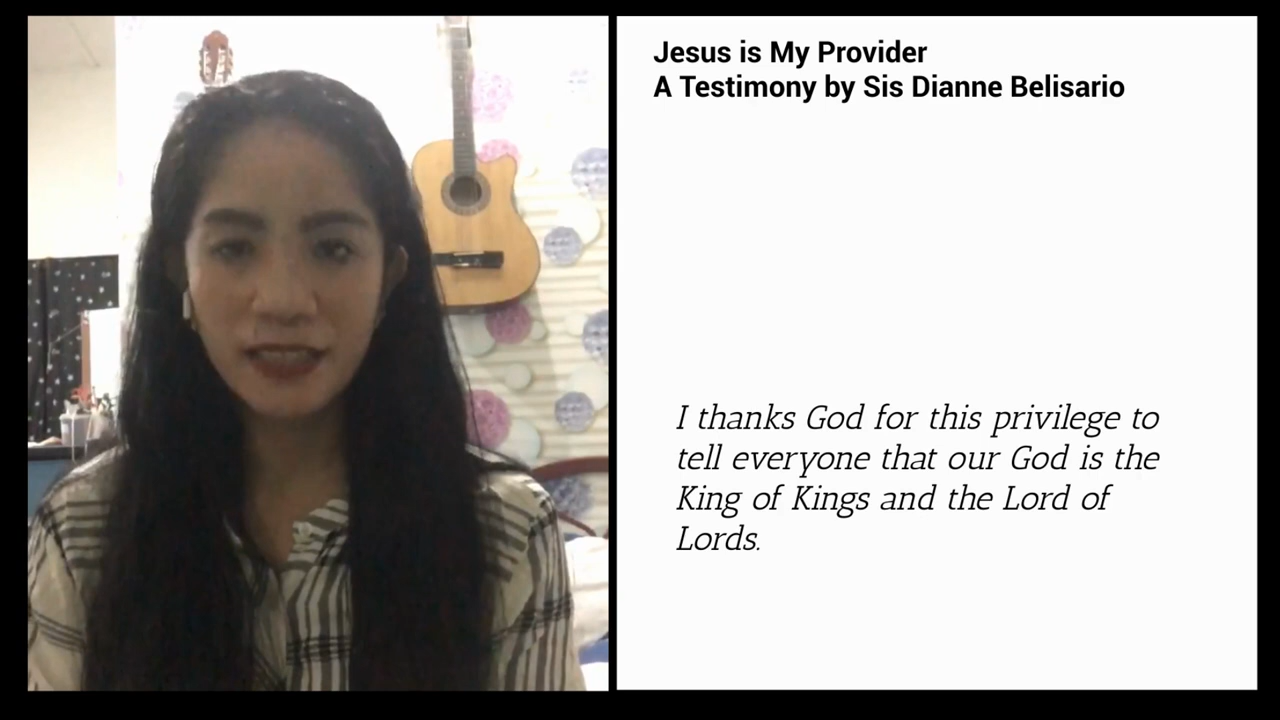 Jesus is My Provider
A Testimony by Sis Dianne Belisario
I thanks God for this privilege to
tell everyone that our God is the
King of Kings and the Lord of
Lords.